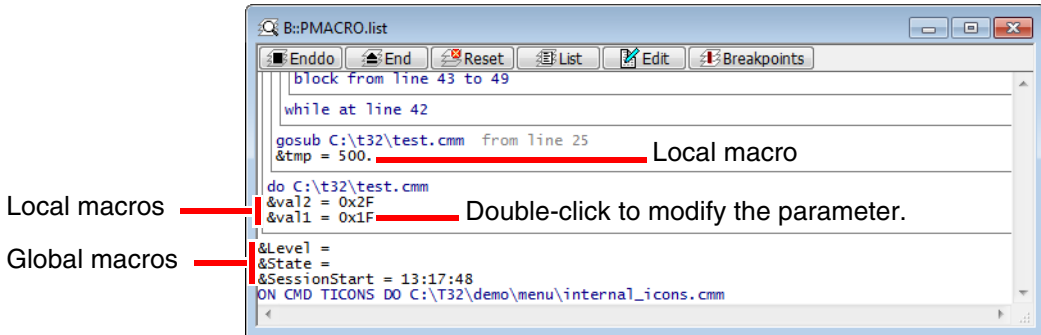 B::PMACRO.list
Enddo End Reset List Edit Breakpoints
block from line 43 to 49
while at line 42
gosub C:\t32\test.cmm from line 25
&tmp = 500. Local macro
do C:\t32\test.cmm
Local macros &val2 = 0x2F
&val1 = 0x1F Double-click to modify the parameter.
&Level =
Global macros &State =
&SessionStart = 13:17:48
ON CMD TICONS DO C:\T32\demo\menu\internal_icons.cmm